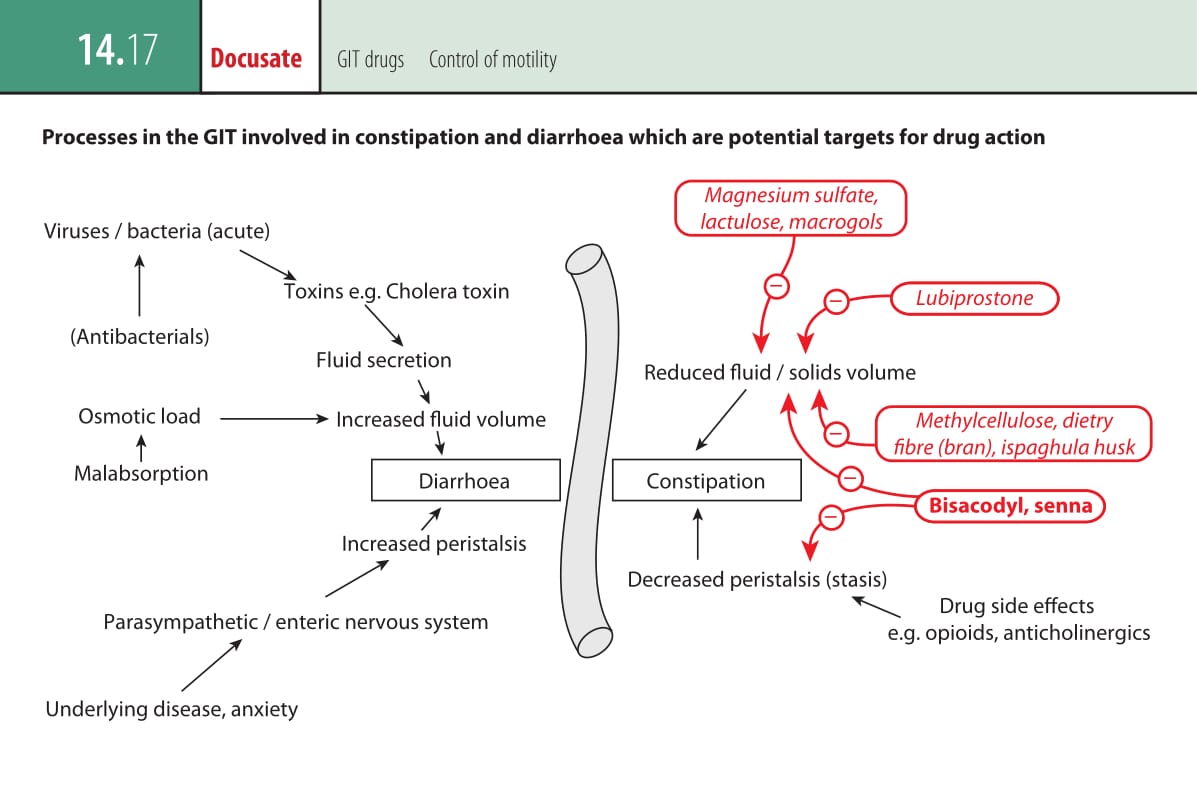 14.17
Docusate
GIT drugs
Control of motility
Processes in the GIT involved in constipation and diarrhoea which are potential targets for drug action
Viruses / bacteria (acute)
Toxins e.g. Cholera toxin
(Antibacterials)
Fluid secretion
Osmotic load
Increased fluid volume
Malabsorption
Diarrhoea
Increased peristalsis
Parasympathetic / enteric nervous system
Underlying disease, anxiety
Magnesium sulfate,
lactulose, macrogols
−
−
Lubiprostone
Reduced fluid / solids volume
−
Methylcellulose, dietry
fibre (bran), ispaghula husk
−
Constipation
Bisacodyl, senna
−
Decreased peristalsis (stasis)
Drug side effects
e.g. opioids, anticholinergics